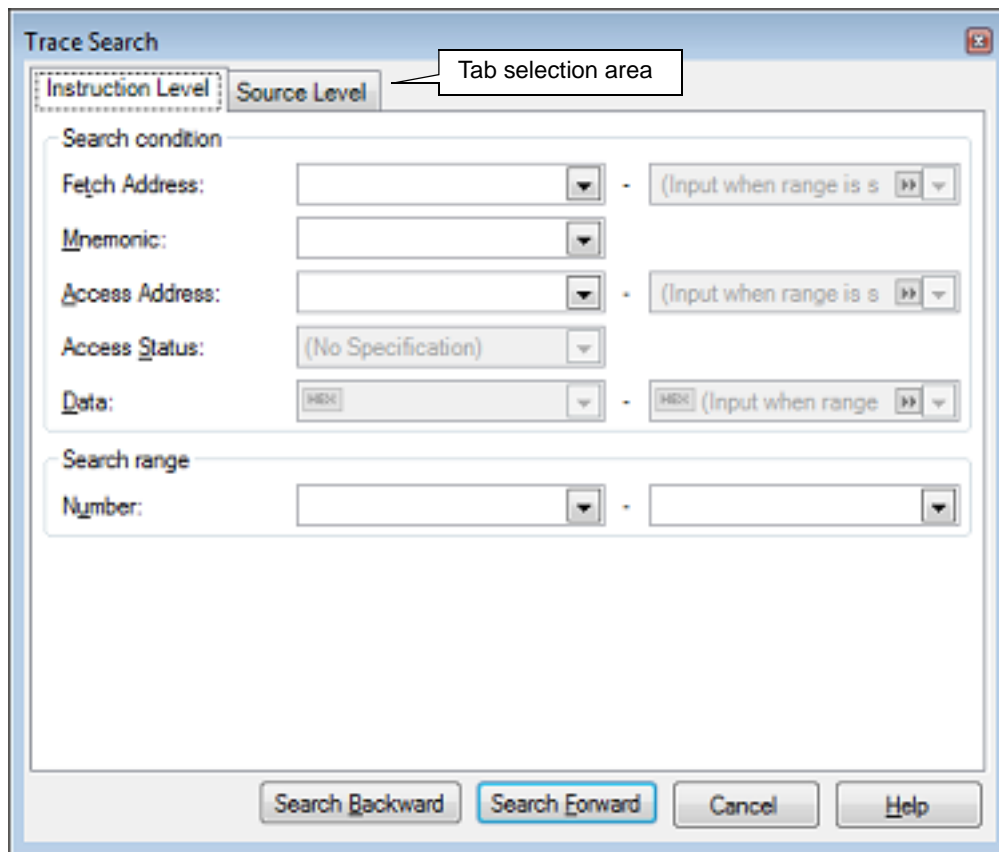 Trace Search
Tab selection area
Instruction Level Source Level
Search condition
Fetch Address: - (Input when range is s
Mnemonic:
Access Address: - (Input when range is s
Access Status: (No Specification)
Data: HEX - HEX (Input when range
Search range
Number: -
Search Backward Search Forward Cancel Help